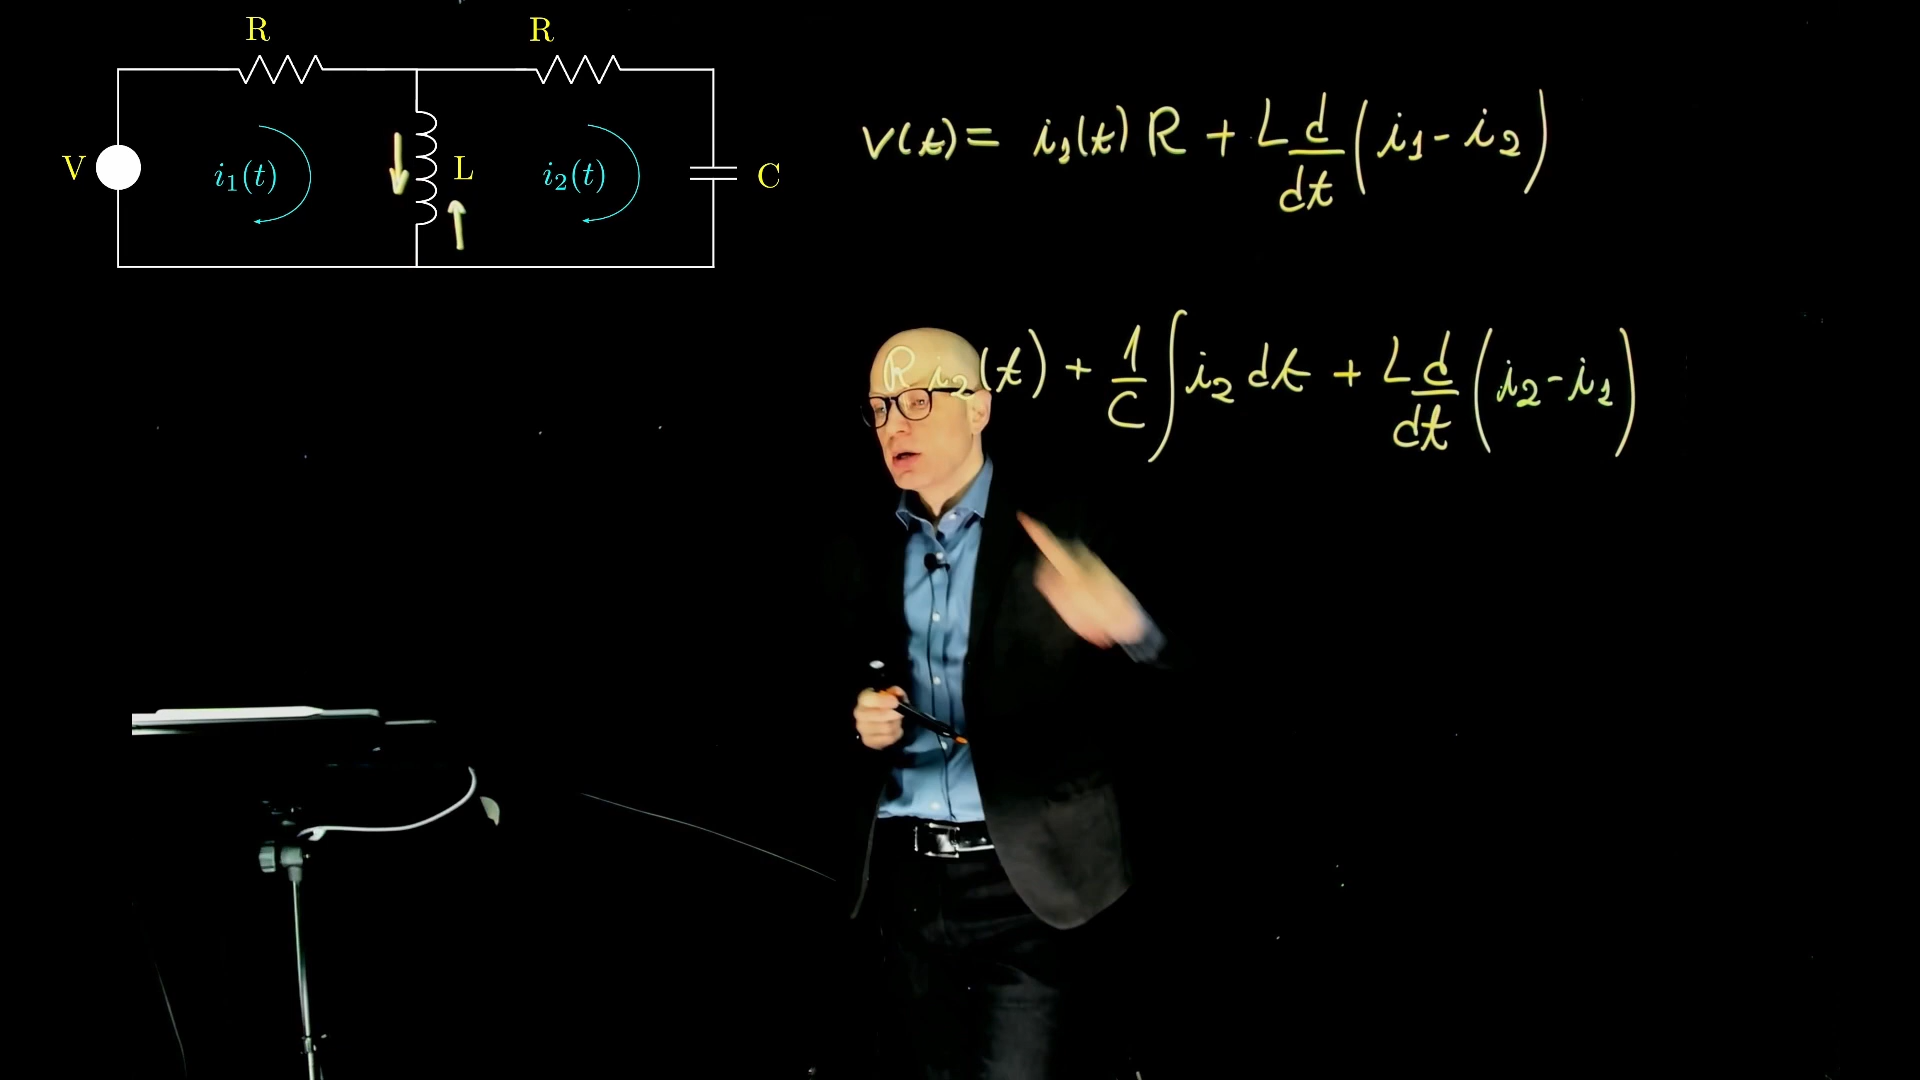 R R
V i₁(t) L i₂(t) C
v(t) = i₁(t) R + L d/dt (i₁ - i₂)
R i₂(t) + 1/C ∫ i₂ dt + L d/dt (i₂ - i₁)